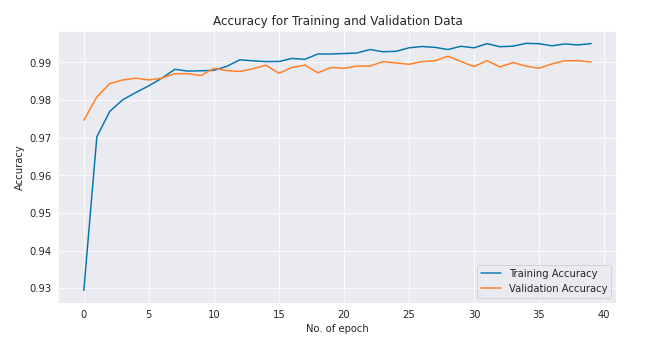 Accuracy for Training and Validation Data
Accuracy
0.99
0.98
0.97
0.96
0.95
0.94
0.93
Training Accuracy
Validation Accuracy
0 5 10 15 20 25 30 35 40
No. of epoch